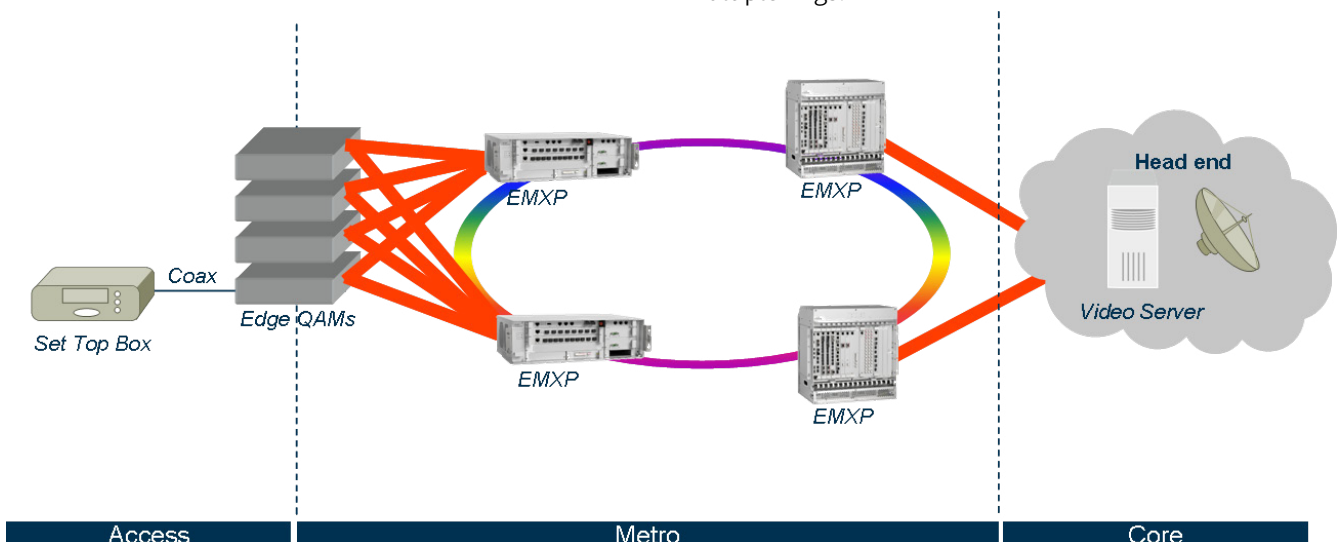 Head end
EMXP
EMXP
Coax
Edge QAMs
Video Server
Set Top Box
EMXP
EMXP
Access
Metro
Core